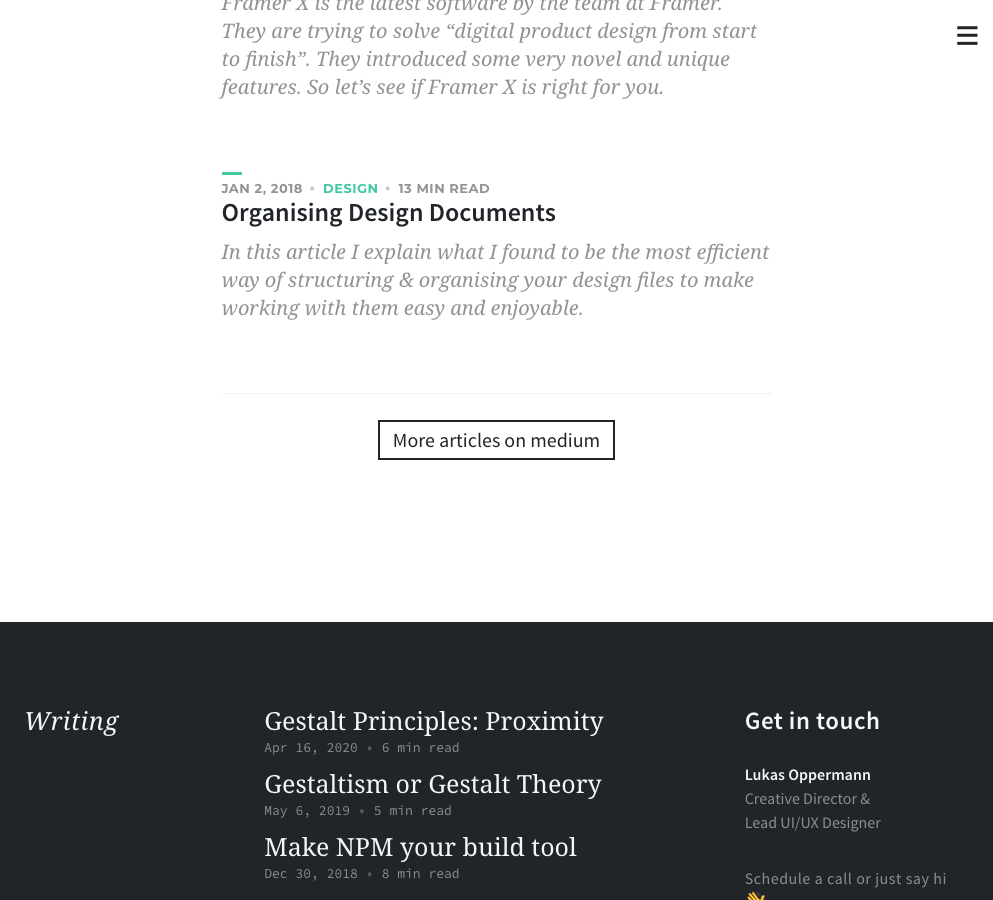 Framer X is the latest software by the team at Framer.
They are trying to solve “digital product design from start
to finish”. They introduced some very novel and unique
features. So let’s see if Framer X is right for you.
JAN 2, 2018 • DESIGN • 13 MIN READ
Organising Design Documents
In this article I explain what I found to be the most efficient
way of structuring & organising your design files to make
working with them easy and enjoyable.
More articles on medium
Writing
Gestalt Principles: Proximity
Apr 16, 2020 • 6 min read
Gestaltism or Gestalt Theory
May 6, 2019 • 5 min read
Make NPM your build tool
Dec 30, 2018 • 8 min read
Get in touch
Lukas Oppermann
Creative Director &
Lead UI/UX Designer
Schedule a call or just say hi
👋